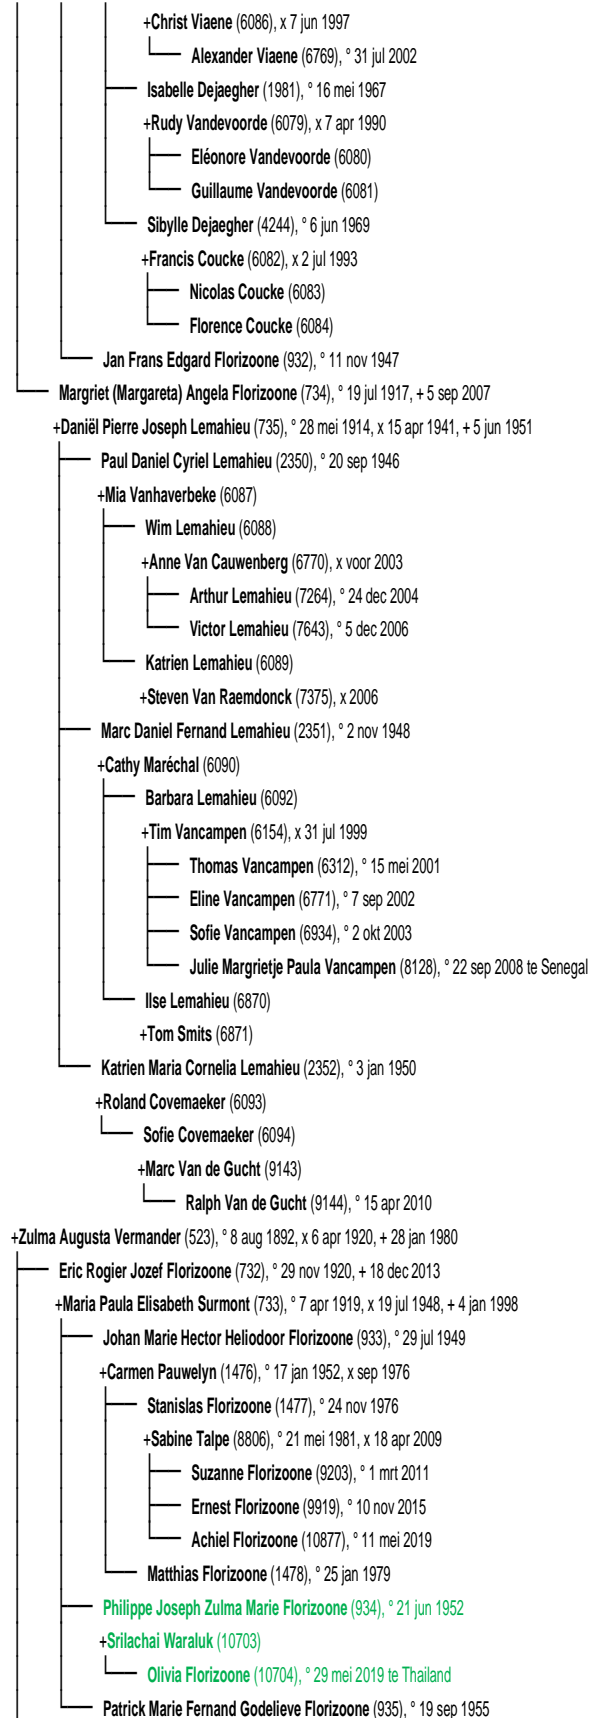 +Christ Viaene (6086), x 7 jun 1997
Alexander Viaene (6769), ° 31 jul 2002
Isabelle Dejaegher (1981), ° 16 mei 1967
+Rudy Vandevoorde (6079), x 7 apr 1990
Eléonore Vandevoorde (6080)
Guillaume Vandevoorde (6081)
Sibylle Dejaegher (4244), ° 6 jun 1969
+Francis Coucke (6082), x 2 jul 1993
Nicolas Coucke (6083)
Florence Coucke (6084)
Jan Frans Edgard Florizoone (932), ° 11 nov 1947
Margriet (Margareta) Angela Florizoone (734), ° 19 jul 1917, + 5 sep 2007
+Daniël Pierre Joseph Lemahieu (735), ° 28 mei 1914, x 15 apr 1941, + 5 jun 1951
Paul Daniel Cyriel Lemahieu (2350), ° 20 sep 1946
+Mia Vanhaverbeke (6087)
Wim Lemahieu (6088)
+Anne Van Cauwenberg (6770), x voor 2003
Arthur Lemahieu (7264), ° 24 dec 2004
Victor Lemahieu (7643), ° 5 dec 2006
Katrien Lemahieu (6089)
+Steven Van Raemdonck (7375), x 2006
Marc Daniel Fernand Lemahieu (2351), ° 2 nov 1948
+Cathy Maréchal (6090)
Barbara Lemahieu (6092)
+Tim Vancampen (6154), x 31 jul 1999
Thomas Vancampen (6312), ° 15 mei 2001
Eline Vancampen (6771), ° 7 sep 2002
Sofie Vancampen (6934), ° 2 okt 2003
Julie Margrietje Paula Vancampen (8128), ° 22 sep 2008 te Senegal
Ilse Lemahieu (6870)
+Tom Smits (6871)
Katrien Maria Cornelia Lemahieu (2352), ° 3 jan 1950
+Roland Covemaeker (6093)
Sofie Covemaeker (6094)
+Marc Van de Gucht (9143)
Ralph Van de Gucht (9144), ° 15 apr 2010
+Zulma Augusta Vermander (523), ° 8 aug 1892, x 6 apr 1920, + 28 jan 1980
Eric Rogier Jozef Florizoone (732), ° 29 nov 1920, + 18 dec 2013
+Maria Paula Elisabeth Surmont (733), ° 7 apr 1919, x 19 jul 1948, + 4 jan 1998
Johan Marie Hector Heliodoor Florizoone (933), ° 29 jul 1949
+Carmen Pauwelyn (1476), ° 17 jan 1952, x sep 1976
Stanislas Florizoone (1477), ° 24 nov 1976
+Sabine Talpe (8806), ° 21 mei 1981, x 18 apr 2009
Suzanne Florizoone (9203), ° 1 mrt 2011
Ernest Florizoone (9919), ° 10 nov 2015
Achiel Florizoone (10877), ° 11 mei 2019
Matthias Florizoone (1478), ° 25 jan 1979
Philippe Joseph Zulma Marie Florizoone (934), ° 21 jun 1952
+Srilachai Waraluk (10703)
Olivia Florizoone (10704), ° 29 mei 2019 te Thailand
Patrick Marie Fernand Godelieve Florizoone (935), ° 19 sep 1955